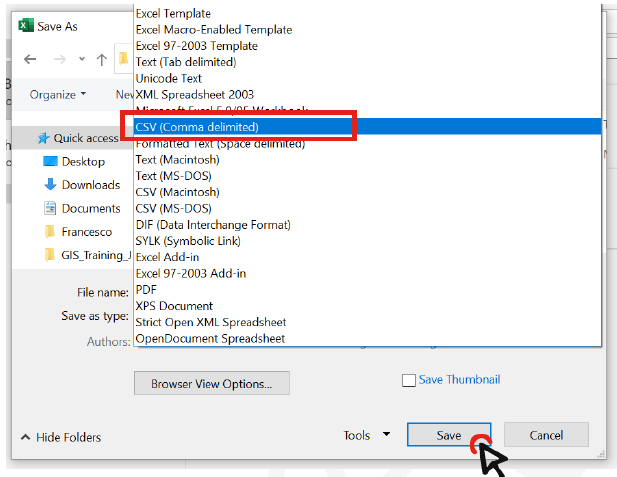 Save As
Organize
New
Quick access
Desktop
Downloads
Documents
Francesco
GIS_Training_
Excel Template
Excel Macro-Enabled Template
Excel 97-2003 Template
Text (Tab delimited)
Unicode Text
XML Spreadsheet 2003
Microsoft Excel 5.0/95 Workbook
CSV (Comma delimited)
Formatted Text (Space delimited)
Text (Macintosh)
Text (MS-DOS)
CSV (Macintosh)
CSV (MS-DOS)
DIF (Data Interchange Format)
SYLK (Symbolic Link)
Excel Add-in
Excel 97-2003 Add-in
PDF
XPS Document
Strict Open XML Spreadsheet
OpenDocument Spreadsheet
File name:
Save as type:
Authors:
Browser View Options...
Save Thumbnail
Hide Folders
Tools
Save
Cancel